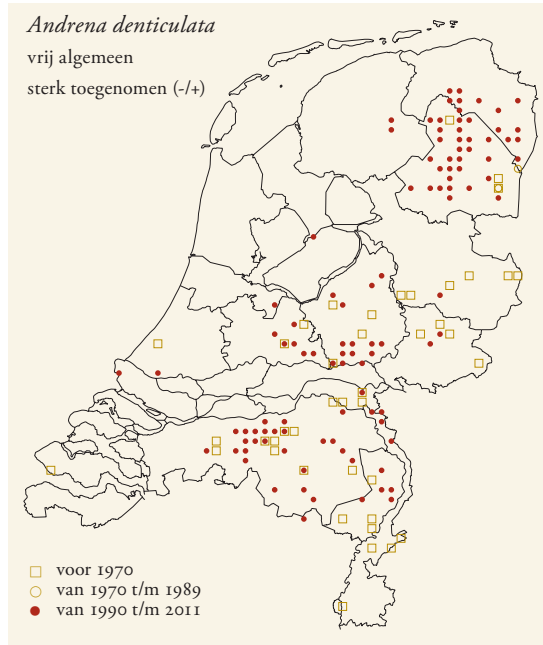 Andrena denticulata
vrij algemeen
sterk toegenomen (-/+)
voor 1970
van 1970 t/m 1989
van 1990 t/m 2011